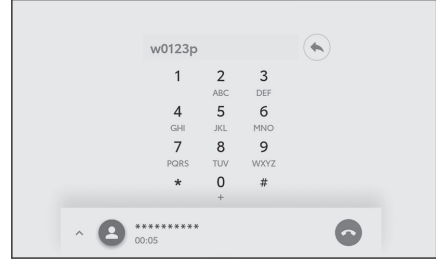 w0123p
1 2 3
ABC DEF
4 5 6
GHI JKL MNO
7 8 9
PQRS TUV WXYZ
* 0 #
+
**********
00:05